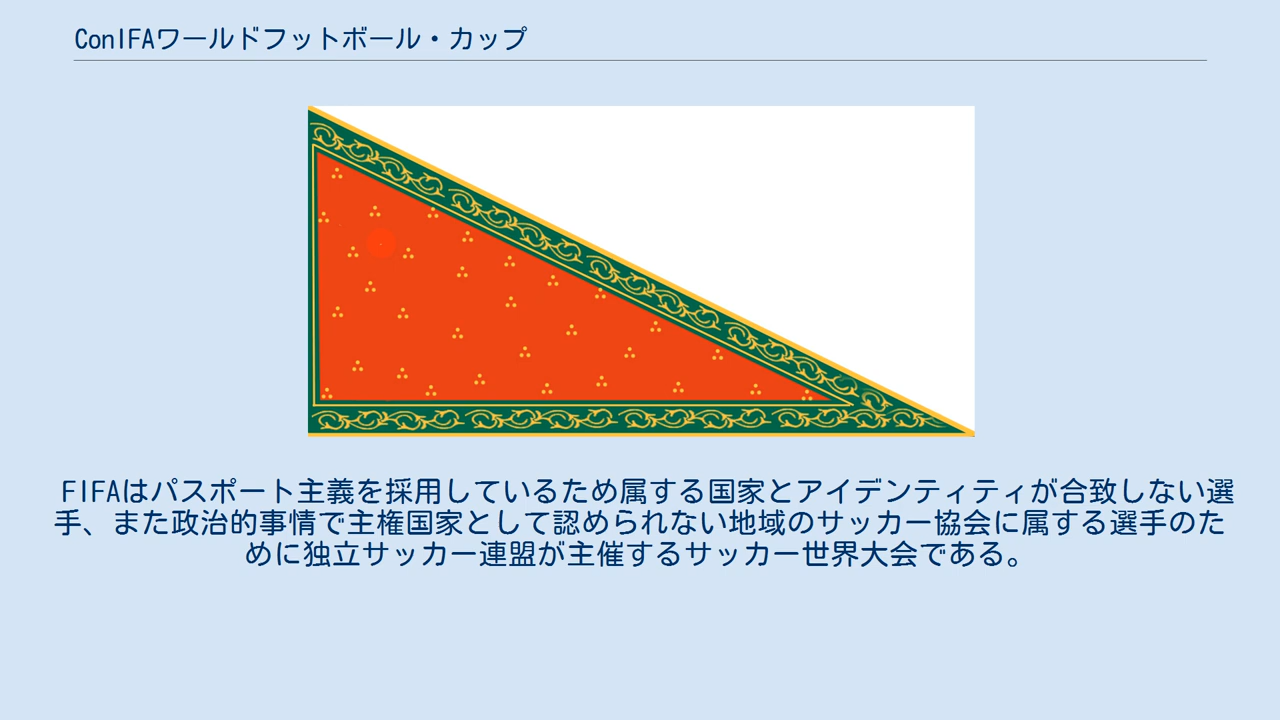 ConIFAワールドフットボール・カップ
FIFAはパスポート主義を採用しているため属する国家とアイデンティティが合致しない選
手、また政治的事情で主権国家として認められない地域のサッカー協会に属する選手のた
めに独立サッカー連盟が主催するサッカー世界大会である。